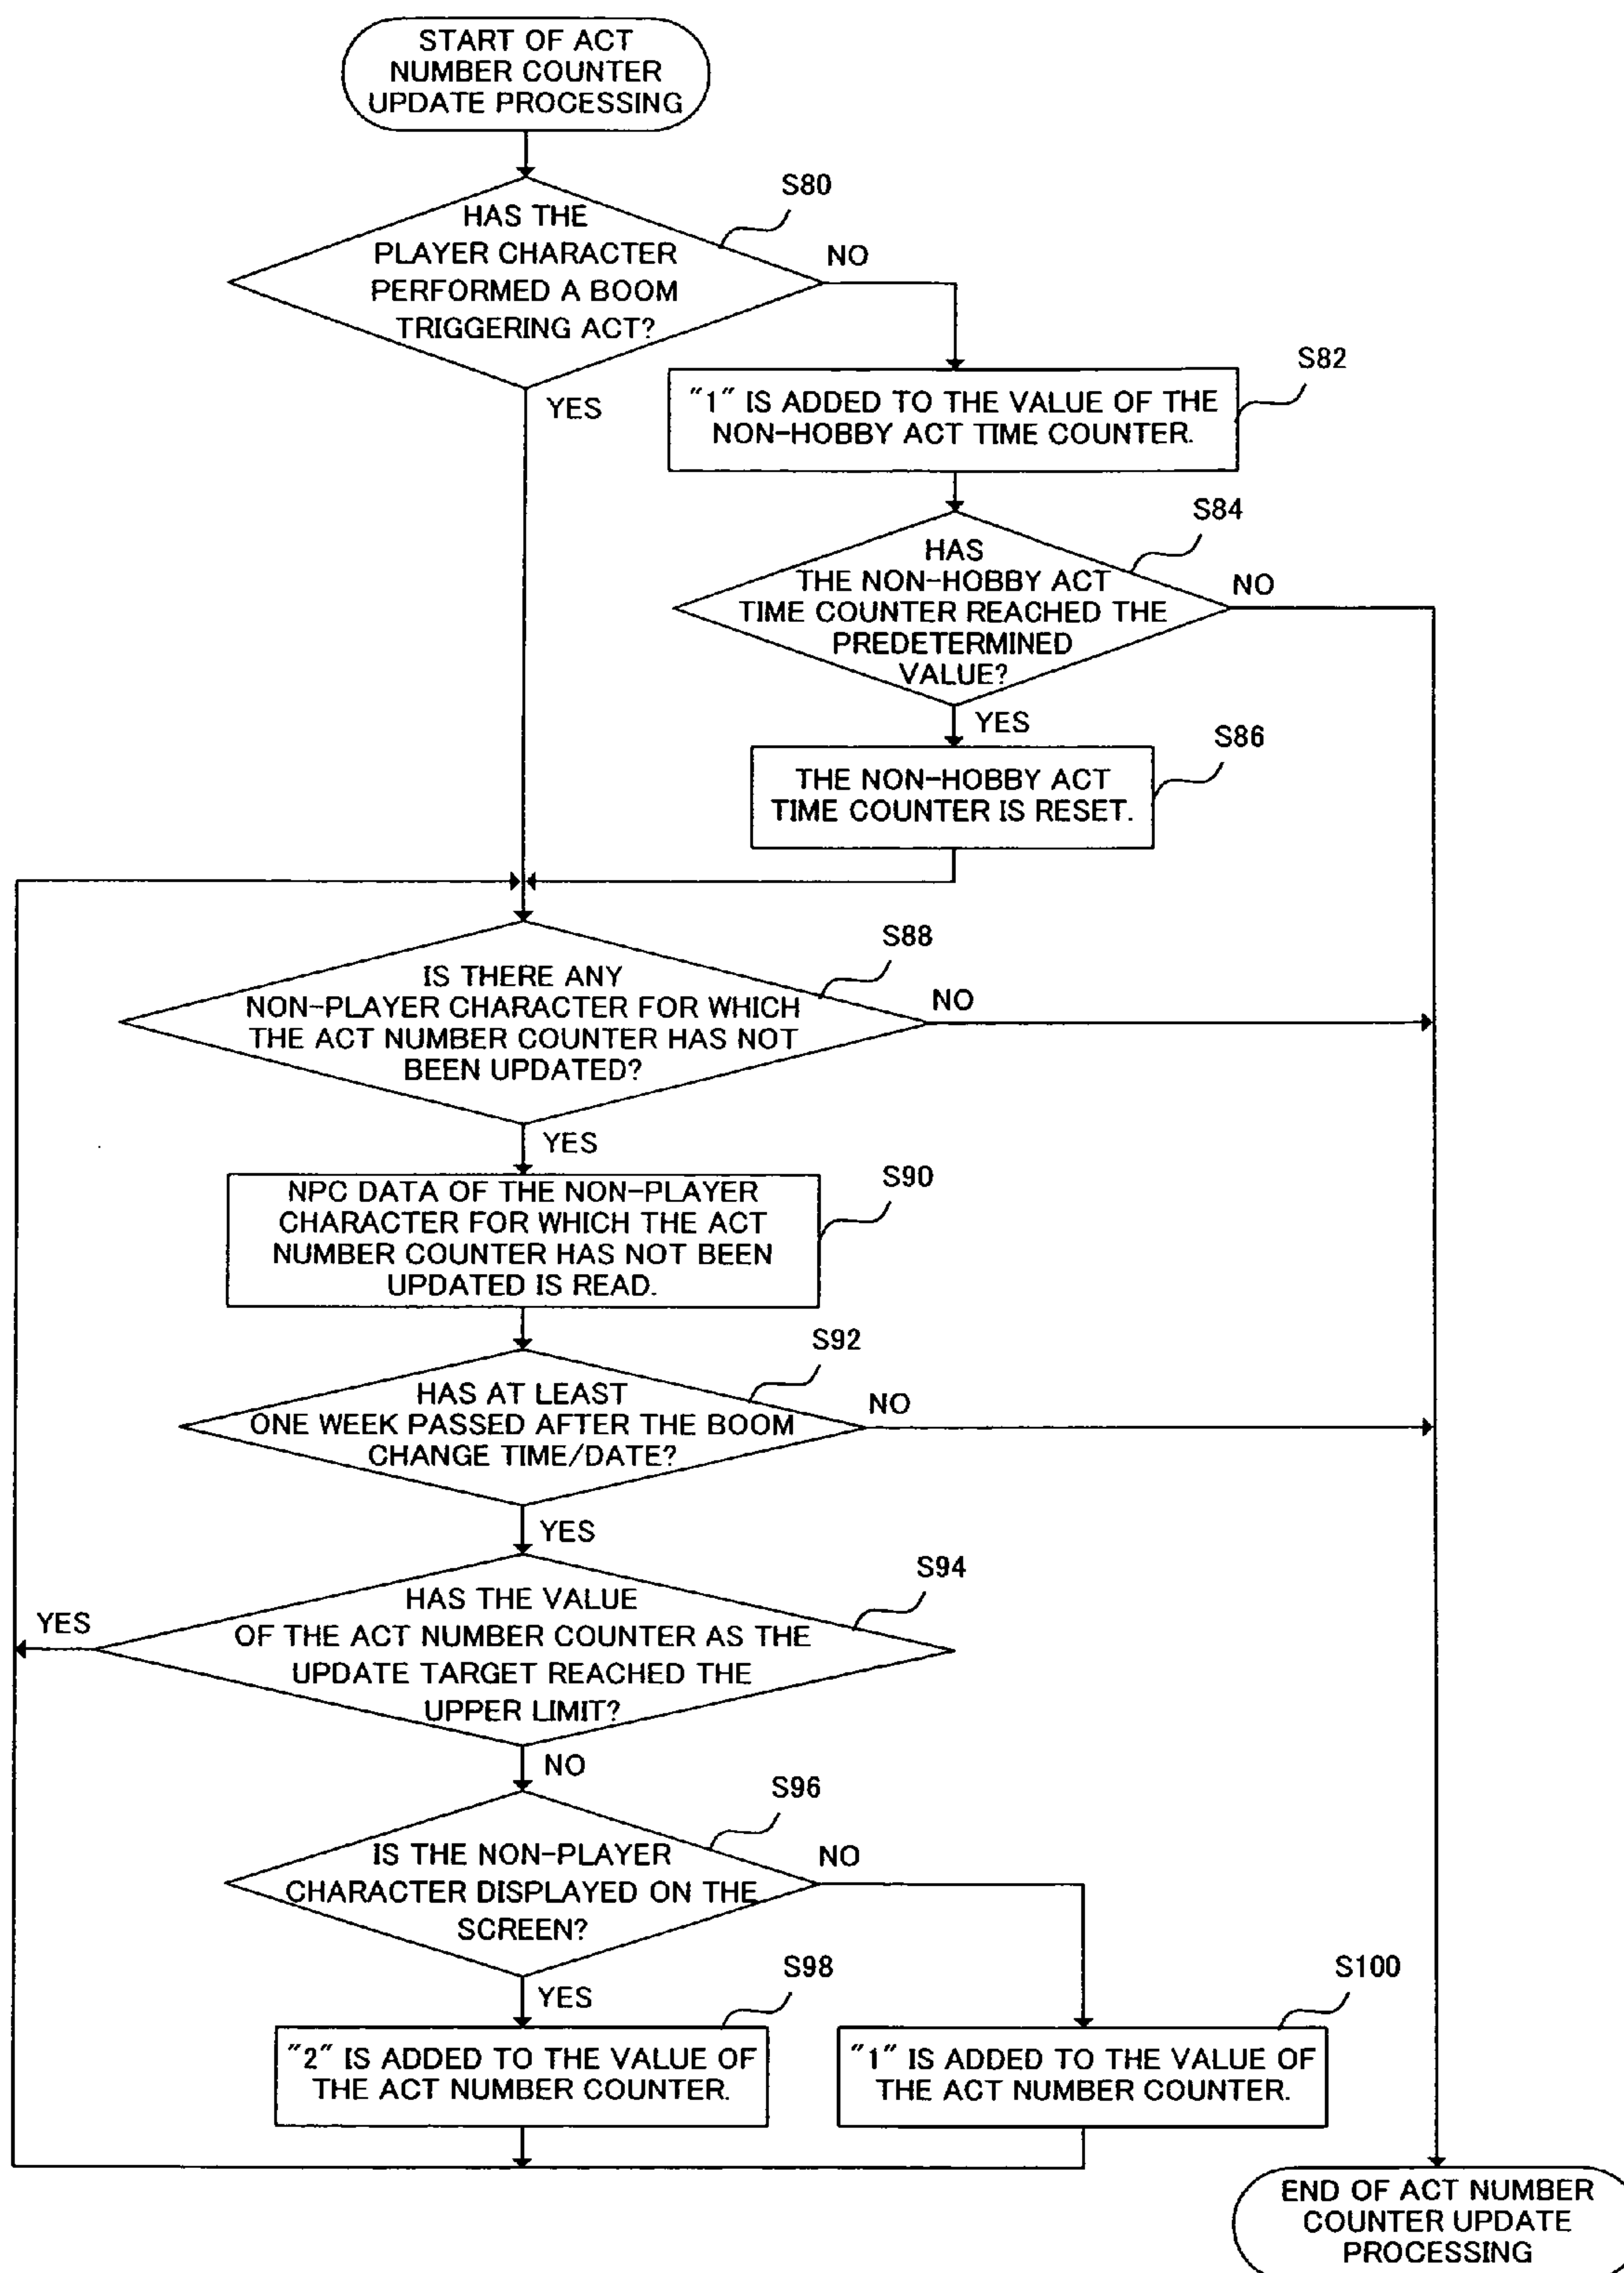 START OF ACT
NUMBER COUNTER
UPDATE PROCESSING
S80
HAS THE
PLAYER CHARACTER
PERFORMED A BOOM
TRIGGERING ACT?
NO
YES
S82
"1" IS ADDED TO THE VALUE OF THE
NON-HOBBY ACT TIME COUNTER.
S84
HAS
THE NON-HOBBY ACT
TIME COUNTER REACHED THE
PREDETERMINED
VALUE?
NO
YES
S86
THE NON-HOBBY ACT
TIME COUNTER IS RESET.
S88
IS THERE ANY
NON-PLAYER CHARACTER FOR WHICH
THE ACT NUMBER COUNTER HAS NOT
BEEN UPDATED?
NO
YES
S90
NPC DATA OF THE NON-PLAYER
CHARACTER FOR WHICH THE ACT
NUMBER COUNTER HAS NOT BEEN
UPDATED IS READ.
S92
HAS AT LEAST
ONE WEEK PASSED AFTER THE BOOM
CHANGE TIME/DATE?
NO
YES
S94
HAS THE VALUE
OF THE ACT NUMBER COUNTER AS THE
UPDATE TARGET REACHED THE
UPPER LIMIT?
YES
NO
S96
IS THE NON-PLAYER
CHARACTER DISPLAYED ON THE
SCREEN?
NO
YES
S98
"2" IS ADDED TO THE VALUE OF
THE ACT NUMBER COUNTER.
S100
"1" IS ADDED TO THE VALUE OF
THE ACT NUMBER COUNTER.
END OF ACT NUMBER
COUNTER UPDATE
PROCESSING